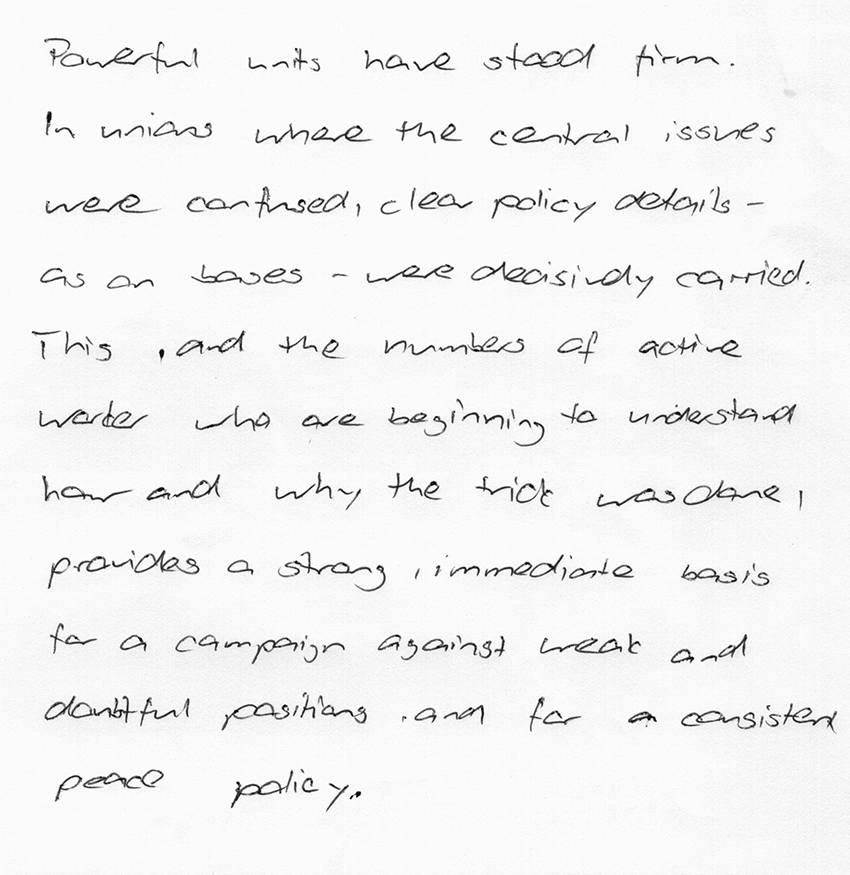 Powerful units have stood firm.
In unions where the central issues
were confused, clear policy details -
as on bases - were decisively carried.
This , and the numbers of active
worker who are beginning to understand
how and why the trick was done,
provides a strong , immediate basis
for a campaign against weak and
doubtful positions . and for a consistent
peace policy.